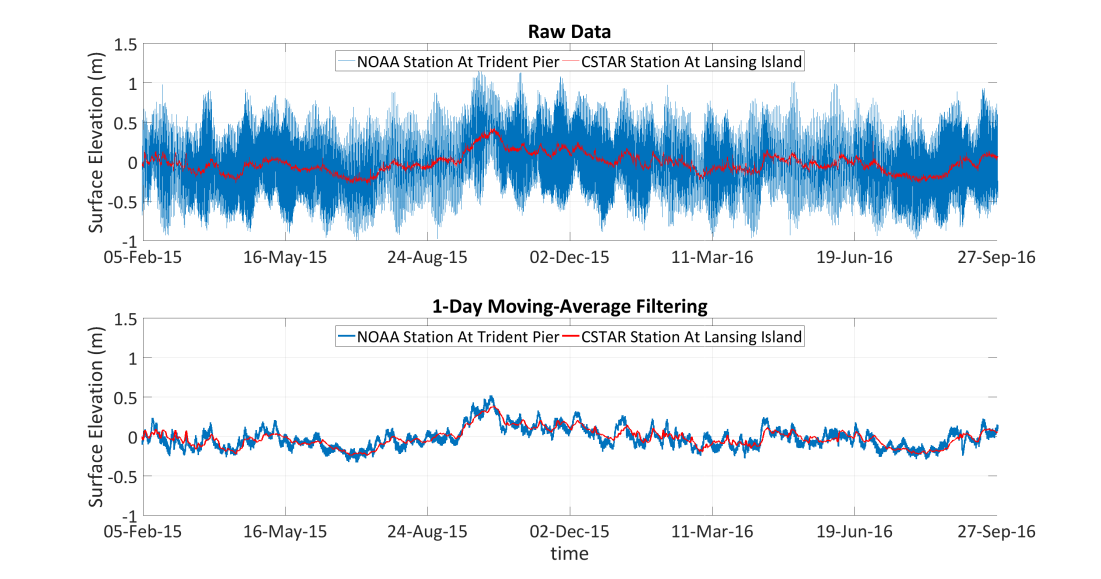 Raw Data
1.5
1
0.5
0
-0.5
-1
Surface Elevation (m)
NOAA Station At Trident Pier CSTAR Station At Lansing Island
05-Feb-15 16-May-15 24-Aug-15 02-Dec-15 11-Mar-16 19-Jun-16 27-Sep-16
1-Day Moving-Average Filtering
1.5
1
0.5
0
-0.5
-1
Surface Elevation (m)
NOAA Station At Trident Pier CSTAR Station At Lansing Island
05-Feb-15 16-May-15 24-Aug-15 02-Dec-15 11-Mar-16 19-Jun-16 27-Sep-16
time